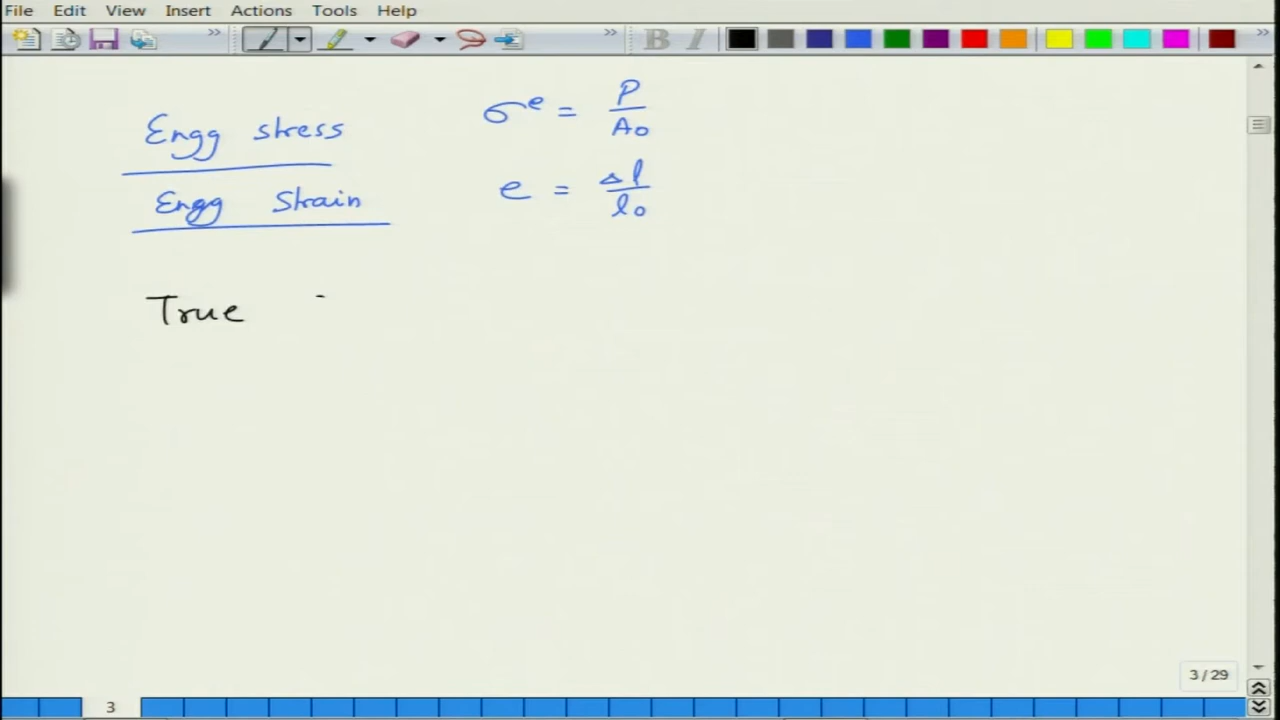 File Edit View Insert Actions Tools Help
B I
Engg stress σ^e = P/A₀
Engg Strain e = Δl/l₀
True
3 / 29
3